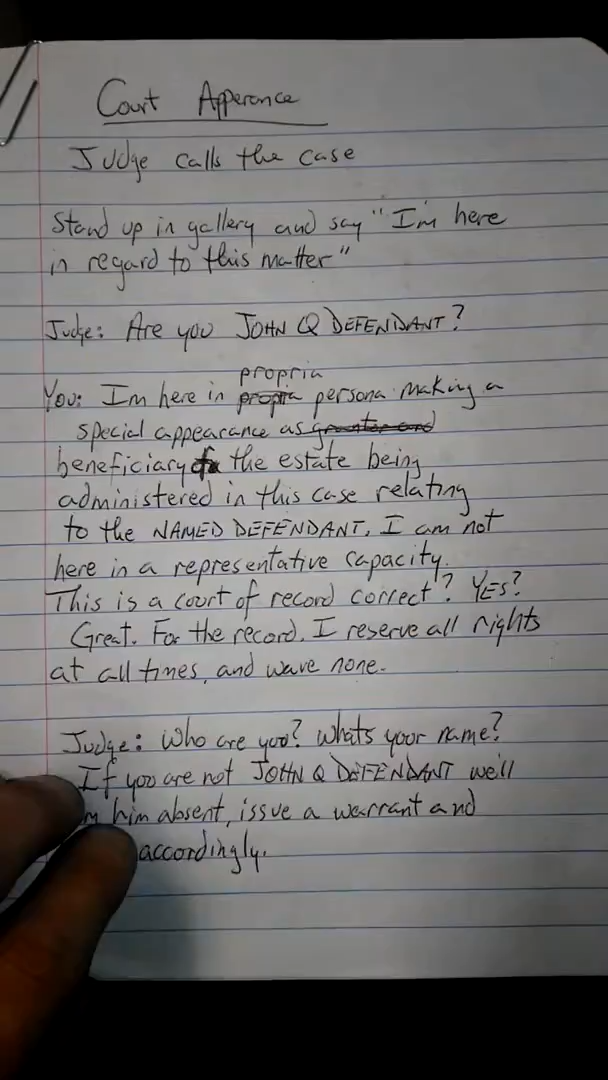 Court Apperance
Judge calls the case
Stand up in gallery and say "I'm here
in regard to this matter"
Judge: Are you JOHN Q DEFENDANT?
propria
You: Im here in propria persona making a
special appearance as grantor and
beneficiary of the estate being
administered in this case relating
to the NAMED DEFENDANT. I am not
here in a representative capacity.
This is a court of record correct? YES?
Great. For the record, I reserve all rights
at all times, and wave none.
Judge: Who are you? Whats your name?
If you are not JOHN Q DEFENDANT we'll
him absent, issue a warrant and
accordingly.